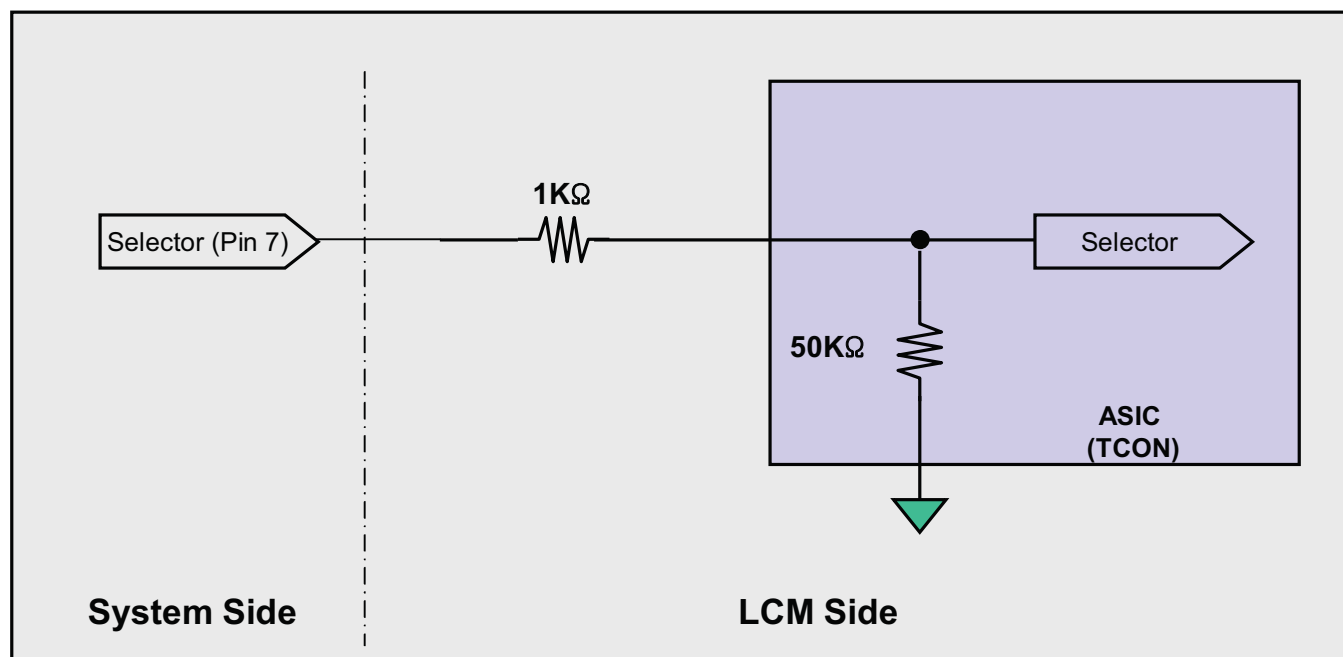 1KΩ
Selector (Pin 7)
Selector
50KΩ
ASIC
(TCON)
System Side
LCM Side